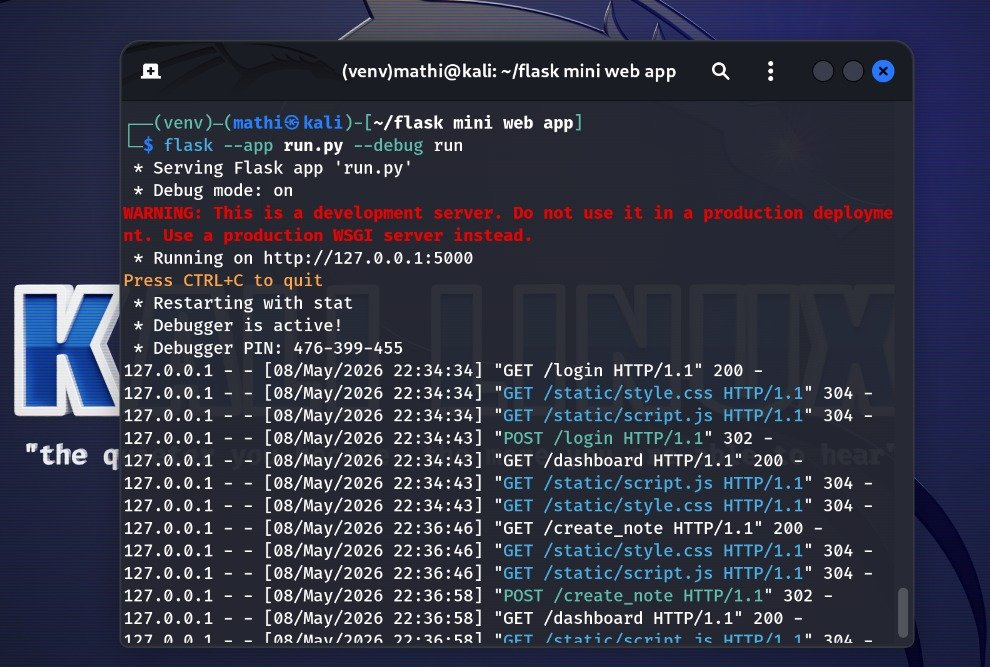 (venv)mathi@kali: ~/flask mini web app
(venv)-(mathi㉿kali)-[~/flask mini web app]
$ flask --app run.py --debug run
* Serving Flask app 'run.py'
* Debug mode: on
WARNING: This is a development server. Do not use it in a production deployme
nt. Use a production WSGI server instead.
* Running on http://127.0.0.1:5000
Press CTRL+C to quit
* Restarting with stat
* Debugger is active!
* Debugger PIN: 476-399-455
127.0.0.1 - - [08/May/2026 22:34:34] "GET /login HTTP/1.1" 200 -
127.0.0.1 - - [08/May/2026 22:34:34] "GET /static/style.css HTTP/1.1" 304 -
127.0.0.1 - - [08/May/2026 22:34:34] "GET /static/script.js HTTP/1.1" 304 -
127.0.0.1 - - [08/May/2026 22:34:43] "POST /login HTTP/1.1" 302 -
127.0.0.1 - - [08/May/2026 22:34:43] "GET /dashboard HTTP/1.1" 200 -
127.0.0.1 - - [08/May/2026 22:34:43] "GET /static/script.js HTTP/1.1" 304 -
127.0.0.1 - - [08/May/2026 22:34:43] "GET /static/style.css HTTP/1.1" 304 -
127.0.0.1 - - [08/May/2026 22:36:46] "GET /create_note HTTP/1.1" 200 -
127.0.0.1 - - [08/May/2026 22:36:46] "GET /static/style.css HTTP/1.1" 304 -
127.0.0.1 - - [08/May/2026 22:36:46] "GET /static/script.js HTTP/1.1" 304 -
127.0.0.1 - - [08/May/2026 22:36:58] "POST /create_note HTTP/1.1" 302 -
127.0.0.1 - - [08/May/2026 22:36:58] "GET /dashboard HTTP/1.1" 200 -
127.0.0.1 - - [08/May/2026 22:36:58] "GET /static/script.js HTTP/1.1" 304 -
KALI LINUX
"the q
hear"